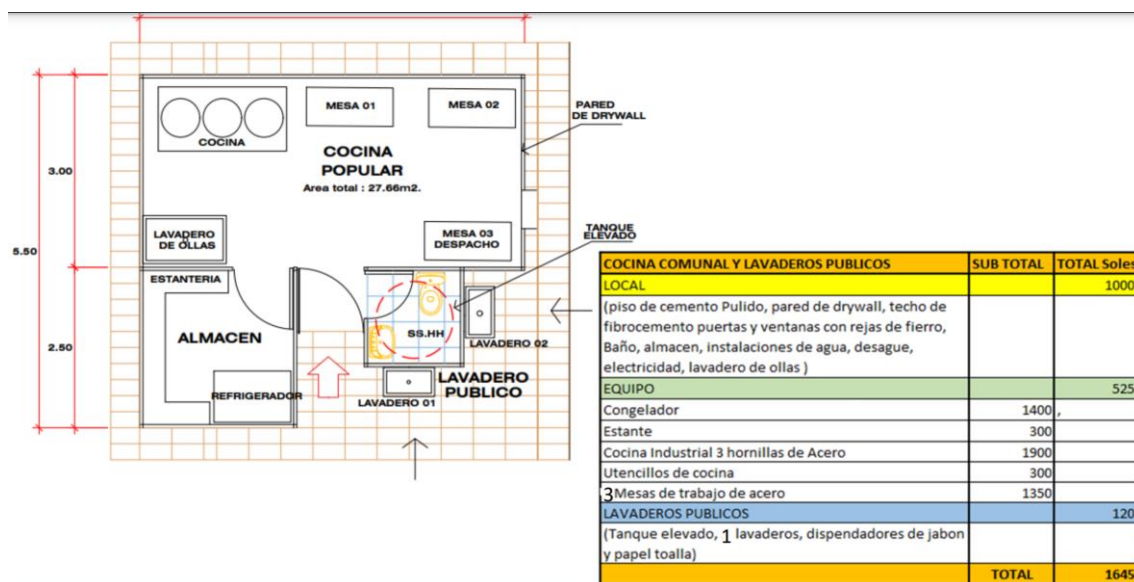 3.00
5.50
2.50
COCINA
MESA 01
MESA 02
COCINA
POPULAR
Area total : 27.66m2.
PARED
DE DRYWALL
LAVADERO
DE OLLAS
MESA 03
DESPACHO
TANQUE
ELEVADO
ESTANTERIA
ALMACEN
REFRIGERADOR
SS.HH
LAVADERO 02
LAVADERO
PUBLICO
LAVADERO 01
COCINA COMUNAL Y LAVADEROS PUBLICOS SUB TOTAL TOTAL Soles
LOCAL 1000
(piso de cemento Pulido, pared de drywall, techo de
fibrocemento puertas y ventanas con rejas de fierro,
Baño, almacen, instalaciones de agua, desague,
electricidad, lavadero de ollas )
EQUIPO 525
Congelador 1400 ,
Estante 300
Cocina Industrial 3 hornillas de Acero 1900
Utencillos de cocina 300
3Mesas de trabajo de acero 1350
LAVADEROS PUBLICOS 120
(Tanque elevado, 1 lavaderos, dispendadores de jabon
y papel toalla)
TOTAL 1645